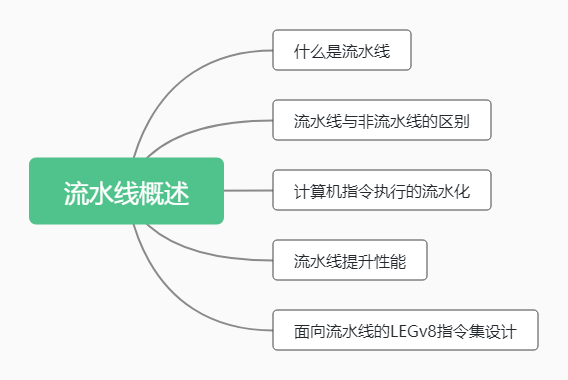 什么是流水线
流水线与非流水线的区别
流水线概述
计算机指令执行的流水化
流水线提升性能
面向流水线的LEGv8指令集设计